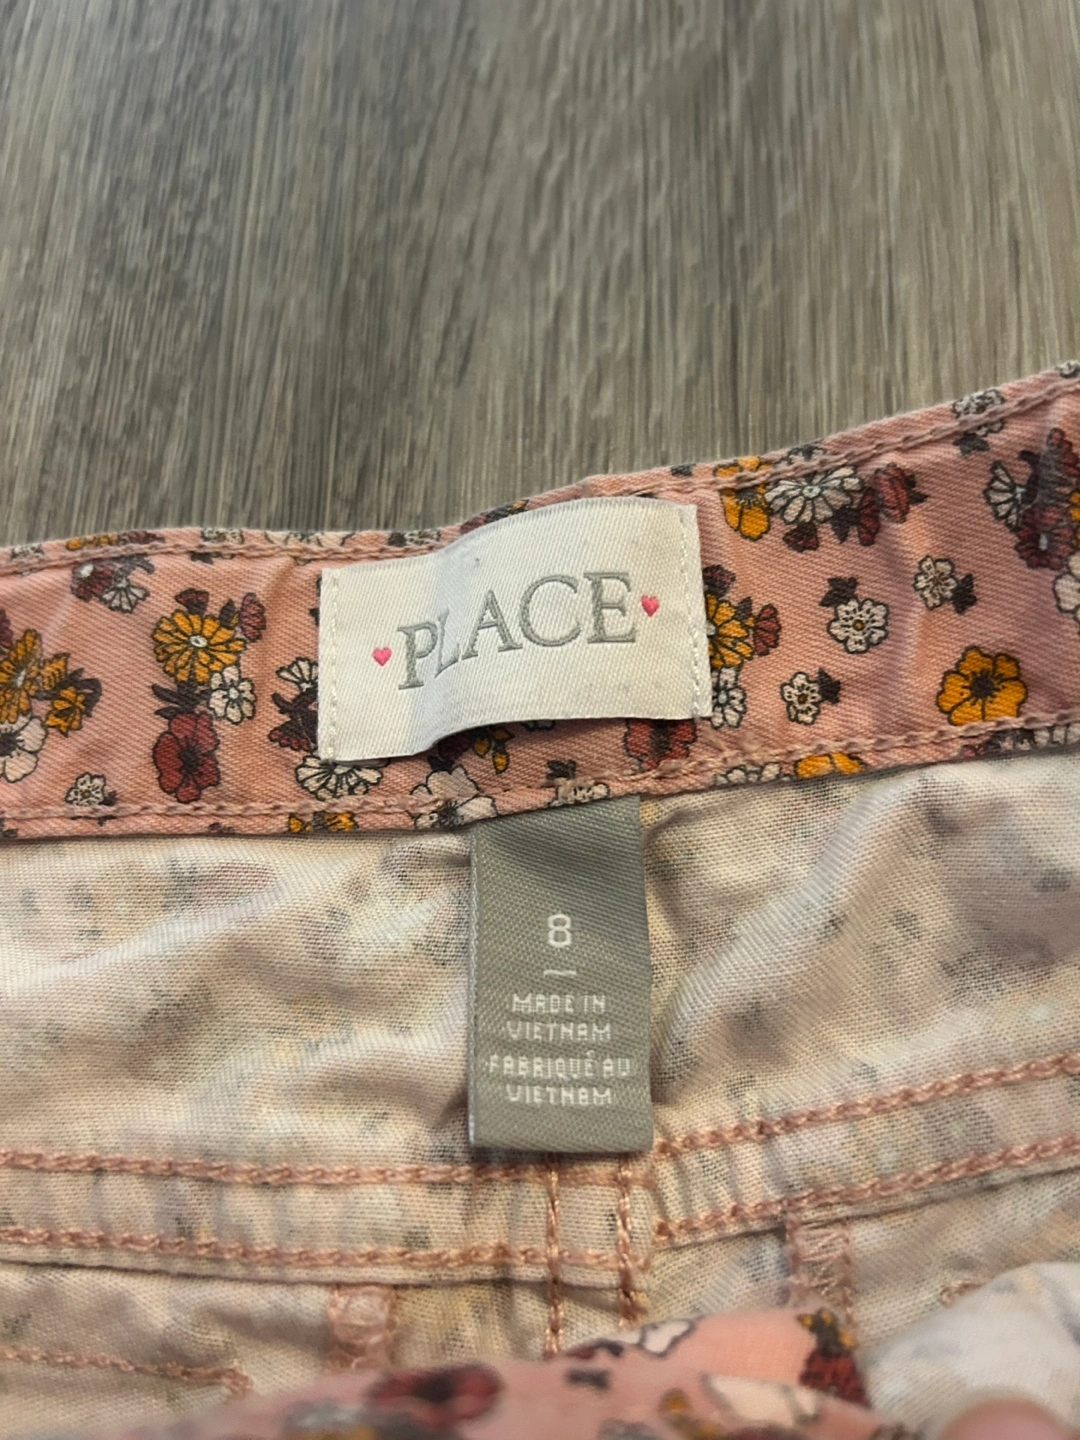 PLACE
8
MADE IN
VIETNAM
FABRIQUÉ AU
VIETNAM